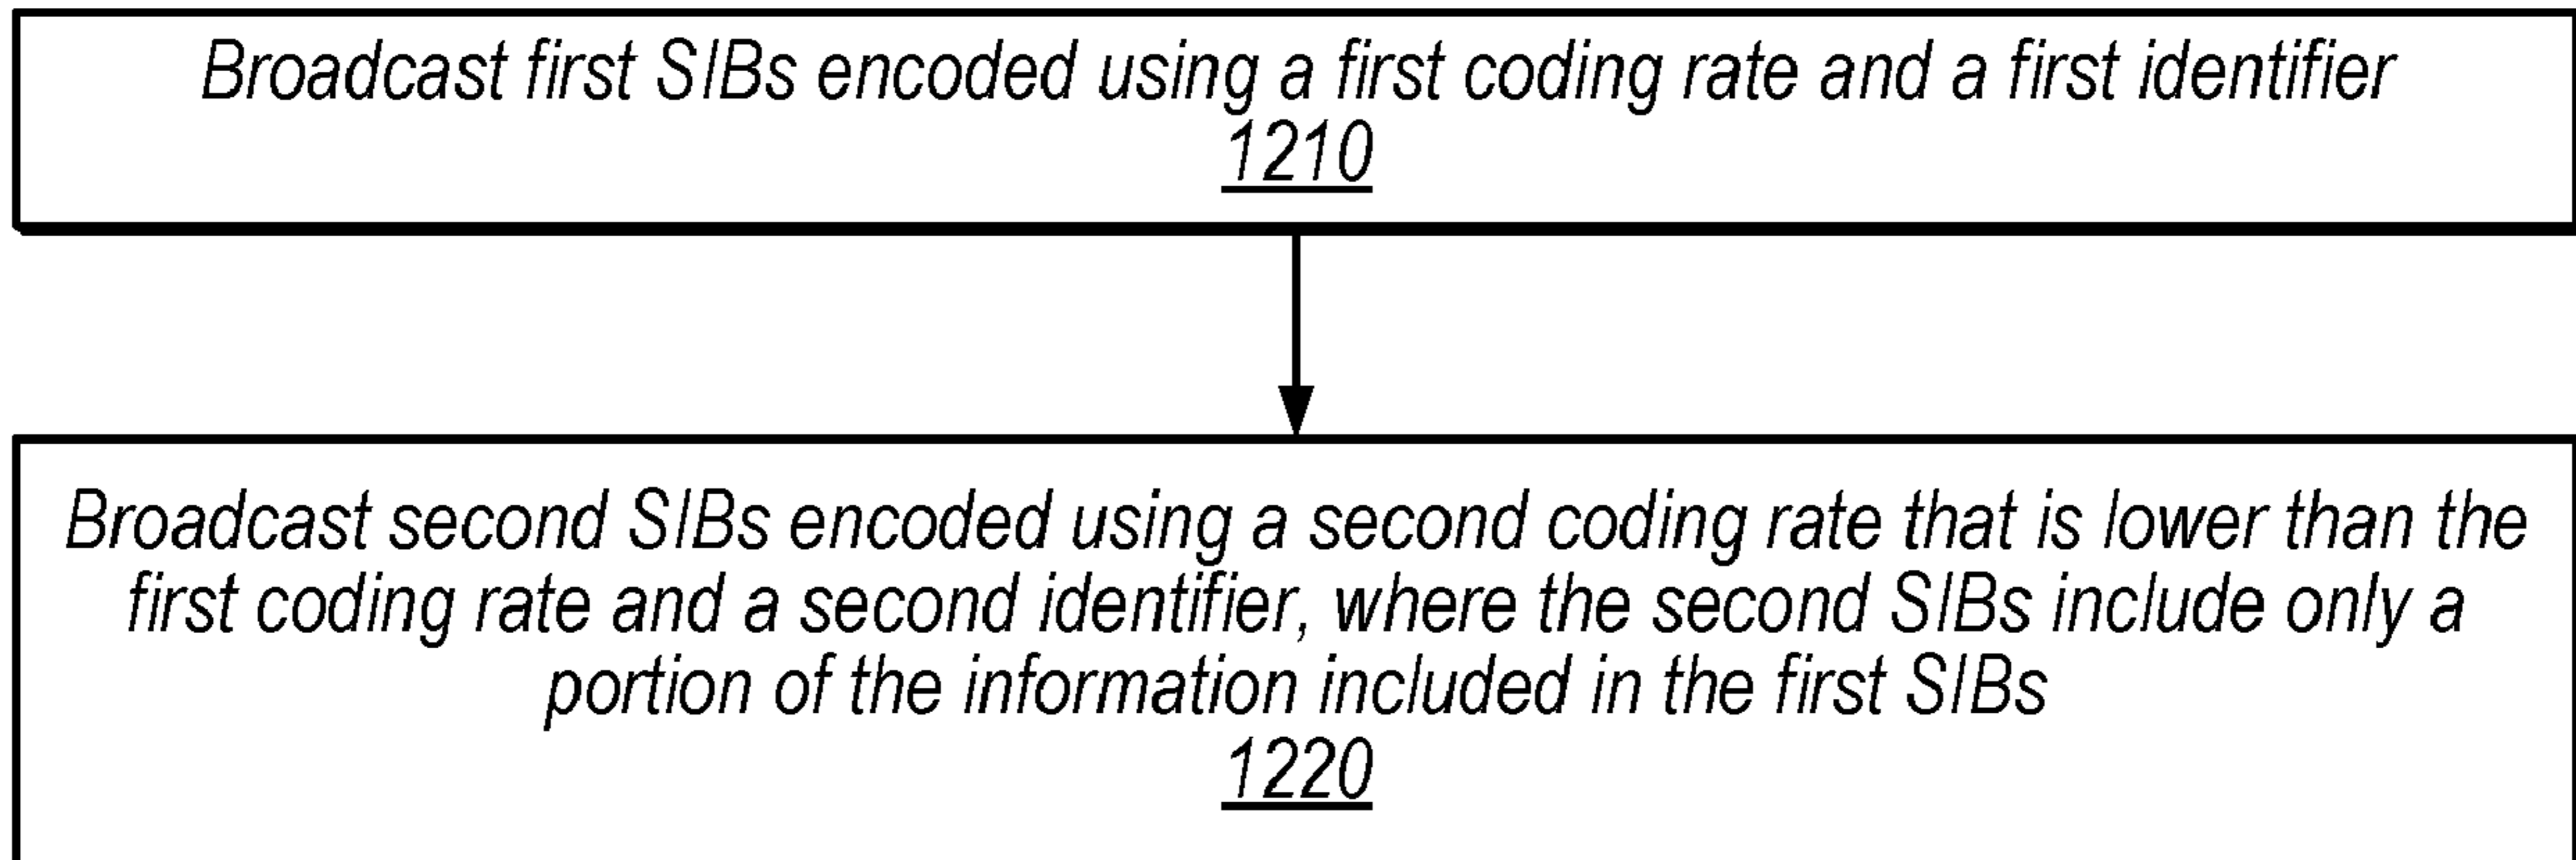 Broadcast first SIBs encoded using a first coding rate and a first identifier
1210
Broadcast second SIBs encoded using a second coding rate that is lower than the
first coding rate and a second identifier, where the second SIBs include only a
portion of the information included in the first SIBs
1220